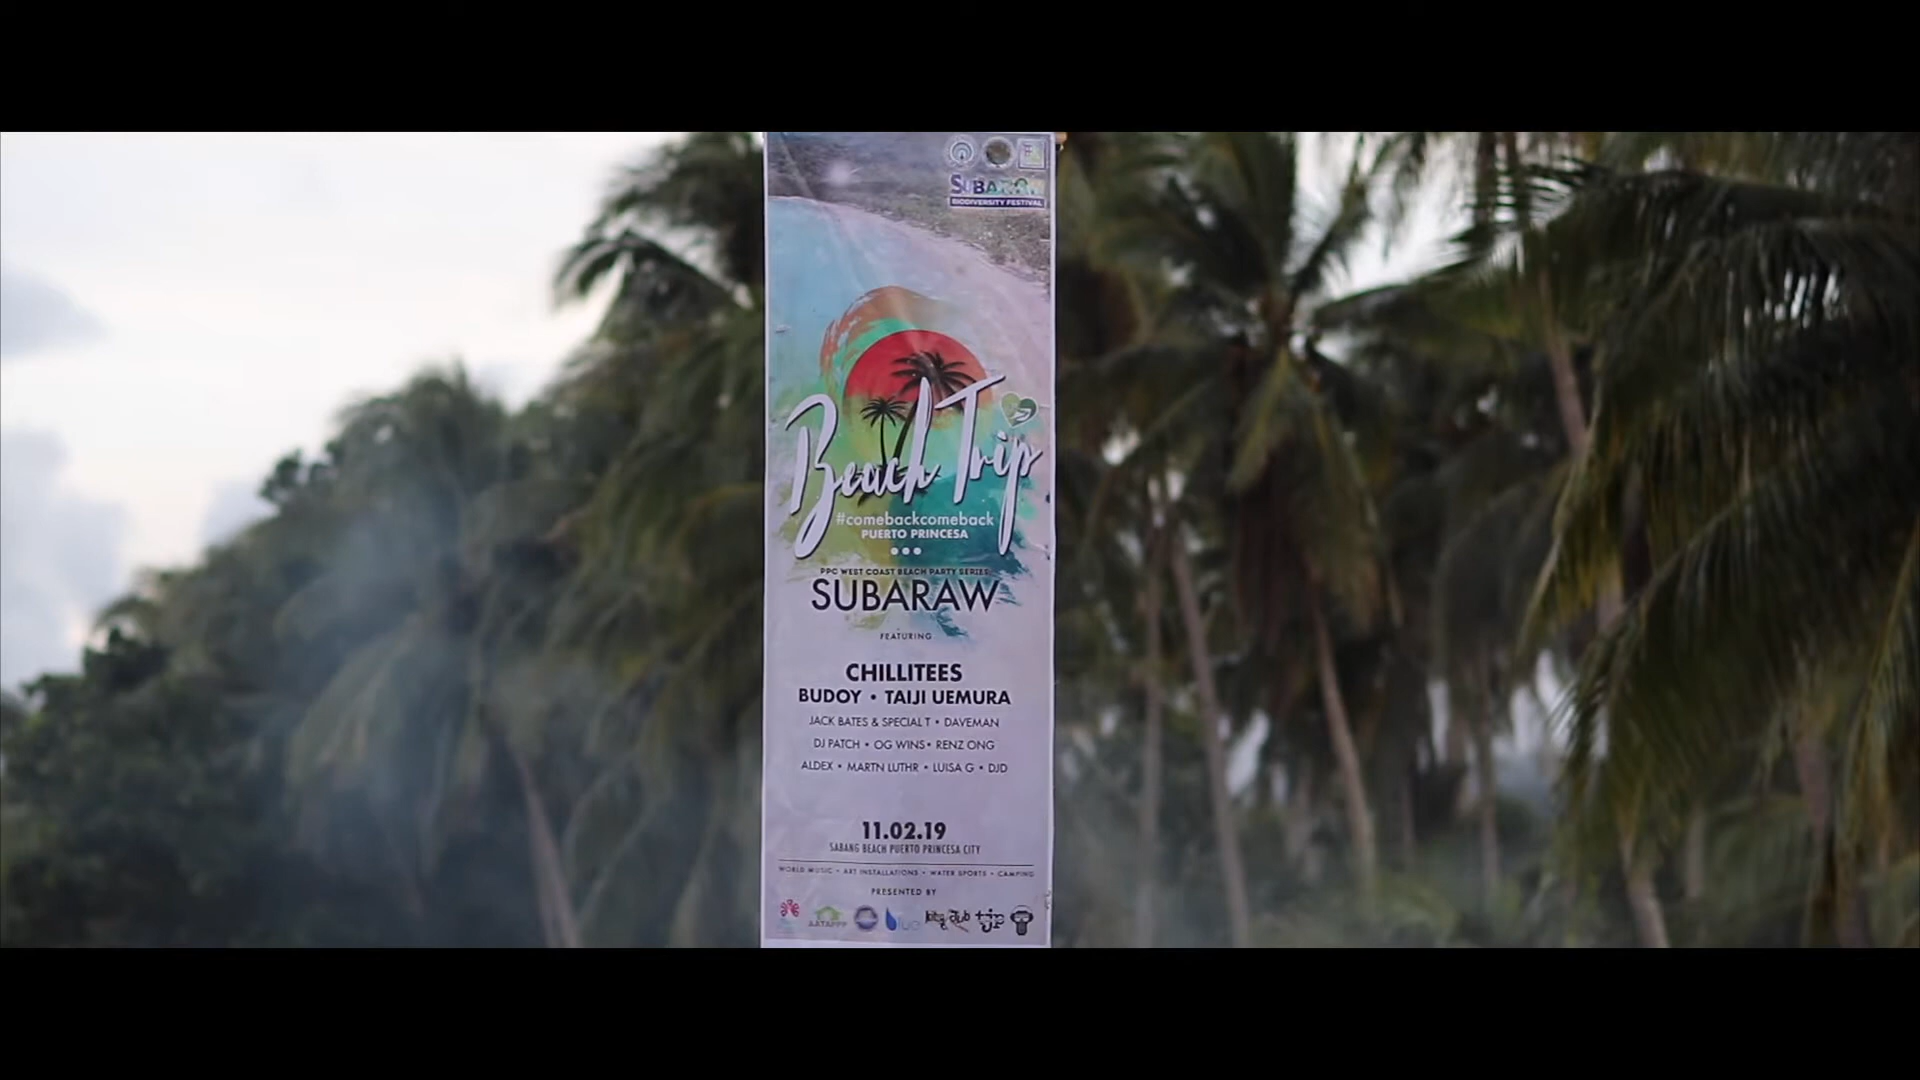 SUBARAW
BIODIVERSITY FESTIVAL
Beach Trip
#comebackcomeback
PUERTO PRINCESA
PPC WEST COAST BEACH PARTY SERIES:
SUBARAW
FEATURING
CHILLITEES
BUDOY • TAIJI UEMURA
JACK BATES & SPECIAL T • DAVEMAN
DJ PATCH • OG WINS • RENZ ONG
ALDEX • MARTN LUTHR • LUISA G • DJD
11.02.19
SABANG BEACH PUERTO PRINCESA CITY
WORLD MUSIC • ART INSTALLATIONS • WATER SPORTS • CAMPING
PRESENTED BY
blue